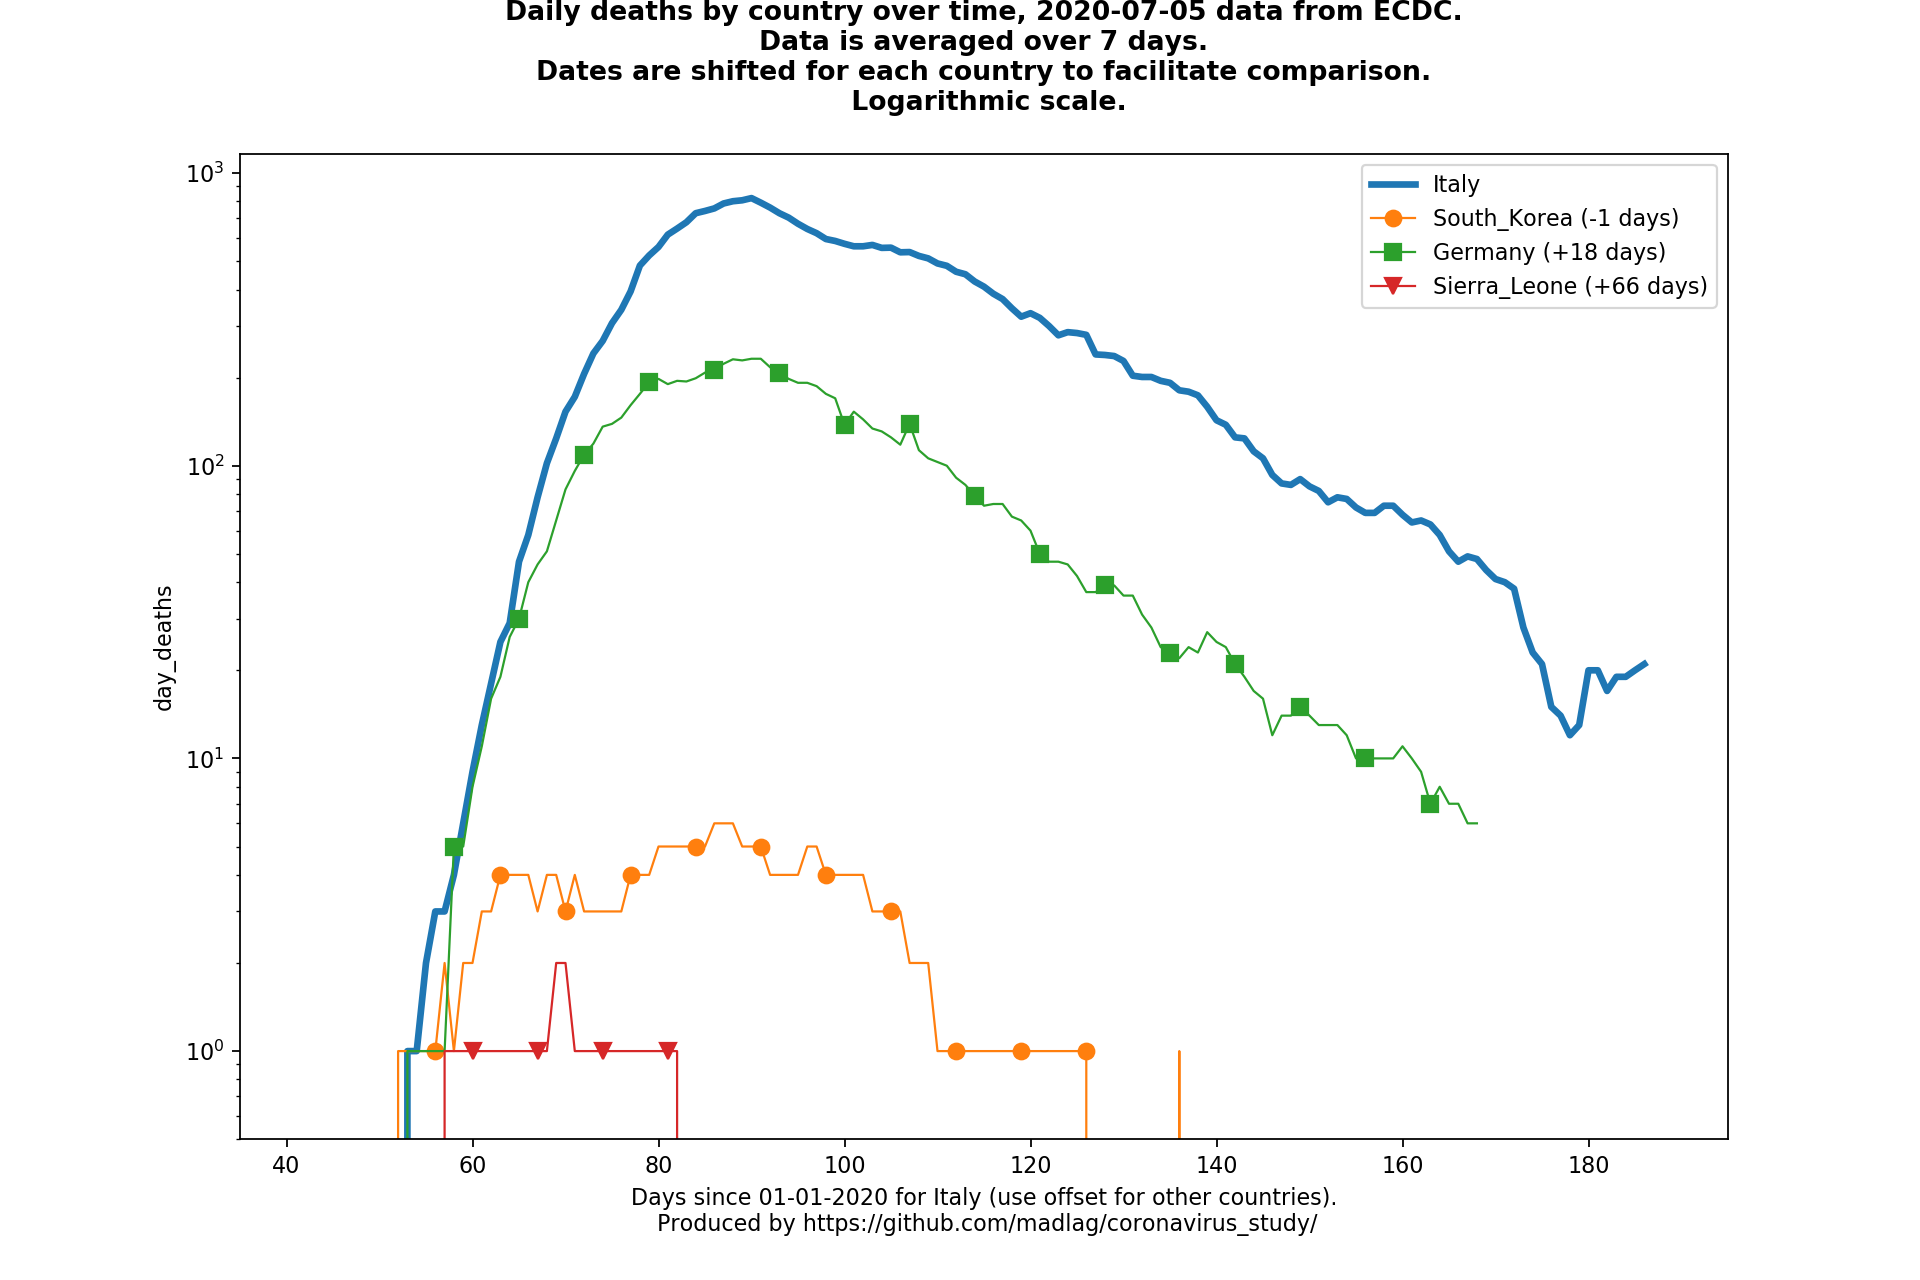 Daily deaths by country over time, 2020-07-05 data from ECDC.
Data is averaged over 7 days.
Dates are shifted for each country to facilitate comparison.
Logarithmic scale.
10³
10²
10¹
10⁰
day_deaths
Italy
South_Korea (-1 days)
Germany (+18 days)
Sierra_Leone (+66 days)
40 60 80 100 120 140 160 180
Days since 01-01-2020 for Italy (use offset for other countries).
Produced by https://github.com/madlag/coronavirus_study/